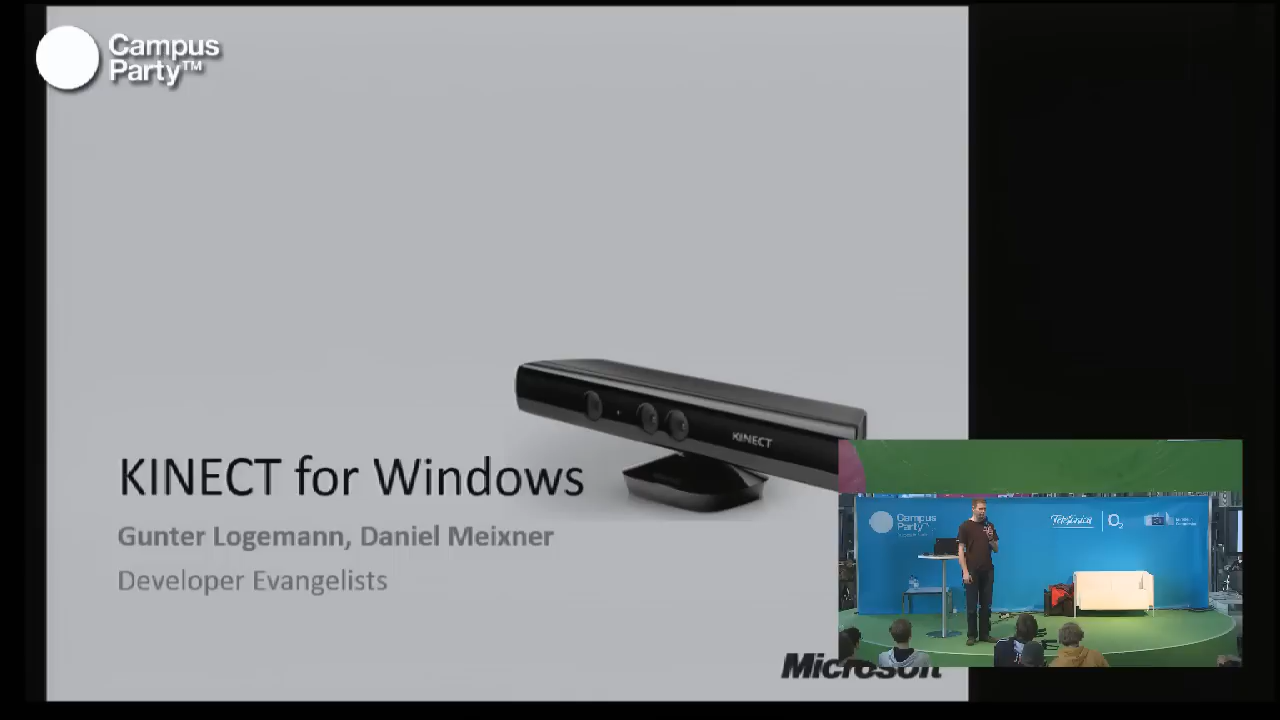 Campus
Party™
KINECT
KINECT for Windows
Gunter Logemann, Daniel Meixner
Developer Evangelists
Microsoft
Campus
Party
Telefónica
O2